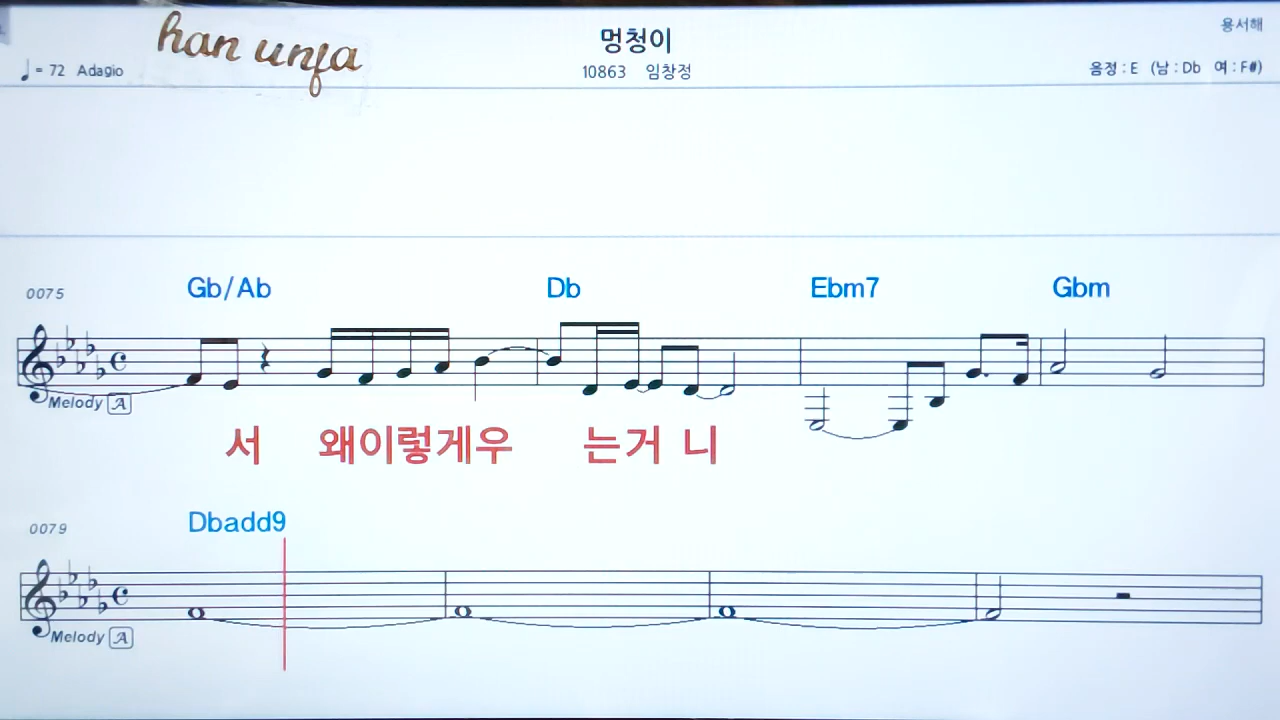 han unfa
멍청이
용서해
♩= 72 Adagio
10863 임창정
음정 : E (남 : Db 여 : F#)
0075
Gb/Ab Db Ebm7 Gbm
Melody A
서 왜이렇게우 는거 니
0079
Dbadd9
Melody A